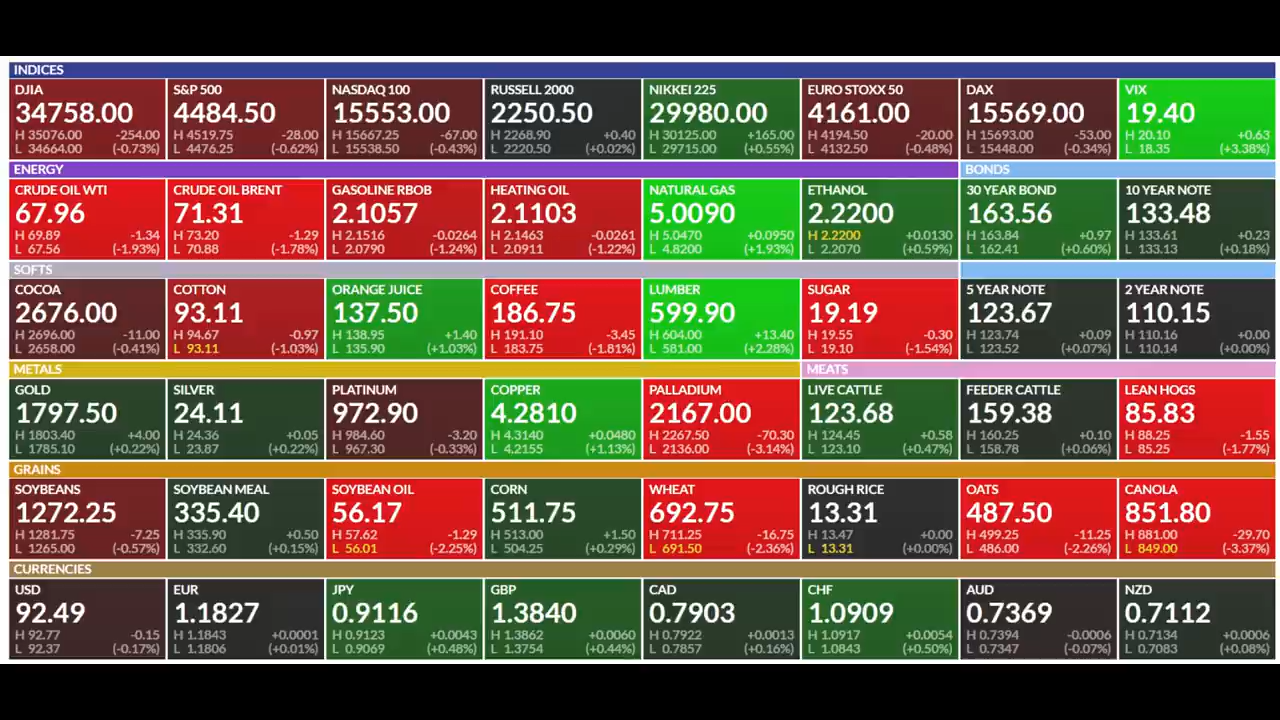 INDICES
DJIA S&P 500 NASDAQ 100 RUSSELL 2000 NIKKEI 225 EURO STOXX 50 DAX VIX
34758.00 4484.50 15553.00 2250.50 29980.00 4161.00 15569.00 19.40
H 35076.00 -254.00 H 4519.75 -28.00 H 15667.25 -67.00 H 2268.90 +0.40 H 30125.00 +165.00 H 4194.50 -20.00 H 15693.00 -53.00 H 20.10 +0.63
L 34664.00 (-0.73%) L 4476.25 (-0.62%) L 15538.50 (-0.43%) L 2220.50 (+0.02%) L 29715.00 (+0.55%) L 4132.50 (-0.48%) L 15448.00 (-0.34%) L 18.35 (+3.38%)
ENERGY BONDS
CRUDE OIL WTI CRUDE OIL BRENT GASOLINE RBOB HEATING OIL NATURAL GAS ETHANOL 30 YEAR BOND 10 YEAR NOTE
67.96 71.31 2.1057 2.1103 5.0090 2.2200 163.56 133.48
H 69.89 -1.34 H 73.20 -1.29 H 2.1516 -0.0264 H 2.1463 -0.0261 H 5.0470 +0.0950 H 2.2200 +0.0130 H 163.84 +0.97 H 133.61 +0.23
L 67.56 (-1.93%) L 70.88 (-1.78%) L 2.0790 (-1.24%) L 2.0911 (-1.22%) L 4.8200 (+1.93%) L 2.2070 (+0.59%) L 162.41 (+0.60%) L 133.13 (+0.18%)
SOFTS
COCOA COTTON ORANGE JUICE COFFEE LUMBER SUGAR 5 YEAR NOTE 2 YEAR NOTE
2676.00 93.11 137.50 186.75 599.90 19.19 123.67 110.15
H 2696.00 -11.00 H 94.67 -0.97 H 138.95 +1.40 H 191.10 -3.45 H 604.00 +13.40 H 19.55 -0.30 H 123.74 +0.09 H 110.16 +0.00
L 2658.00 (-0.41%) L 93.11 (-1.03%) L 135.90 (+1.03%) L 183.75 (-1.81%) L 581.00 (+2.28%) L 19.10 (-1.54%) L 123.52 (+0.07%) L 110.14 (+0.00%)
METALS MEATS
GOLD SILVER PLATINUM COPPER PALLADIUM LIVE CATTLE FEEDER CATTLE LEAN HOGS
1797.50 24.11 972.90 4.2810 2167.00 123.68 159.38 85.83
H 1803.40 +4.00 H 24.36 +0.05 H 984.60 -3.20 H 4.3140 +0.0480 H 2267.50 -70.30 H 124.45 +0.58 H 160.25 +0.10 H 88.25 -1.55
L 1785.10 (+0.22%) L 23.87 (+0.22%) L 967.30 (-0.33%) L 4.2155 (+1.13%) L 2136.00 (-3.14%) L 123.10 (+0.47%) L 158.78 (+0.06%) L 85.25 (-1.77%)
GRAINS
SOYBEANS SOYBEAN MEAL SOYBEAN OIL CORN WHEAT ROUGH RICE OATS CANOLA
1272.25 335.40 56.17 511.75 692.75 13.31 487.50 851.80
H 1281.75 -7.25 H 335.90 +0.50 H 57.62 -1.29 H 513.00 +1.50 H 711.25 -16.75 H 13.47 +0.00 H 499.25 -11.25 H 881.00 -29.70
L 1265.00 (-0.57%) L 332.60 (+0.15%) L 56.01 (-2.25%) L 504.25 (+0.29%) L 691.50 (-2.36%) L 13.31 (+0.00%) L 486.00 (-2.26%) L 849.00 (-3.37%)
CURRENCIES
USD EUR JPY GBP CAD CHF AUD NZD
92.49 1.1827 0.9116 1.3840 0.7903 1.0909 0.7369 0.7112
H 92.77 -0.15 H 1.1843 +0.0001 H 0.9123 +0.0043 H 1.3862 +0.0060 H 0.7922 +0.0013 H 1.0917 +0.0054 H 0.7394 -0.0006 H 0.7134 +0.0006
L 92.37 (-0.17%) L 1.1806 (+0.01%) L 0.9069 (+0.48%) L 1.3754 (+0.44%) L 0.7857 (+0.16%) L 1.0843 (+0.50%) L 0.7347 (-0.07%) L 0.7083 (+0.08%)